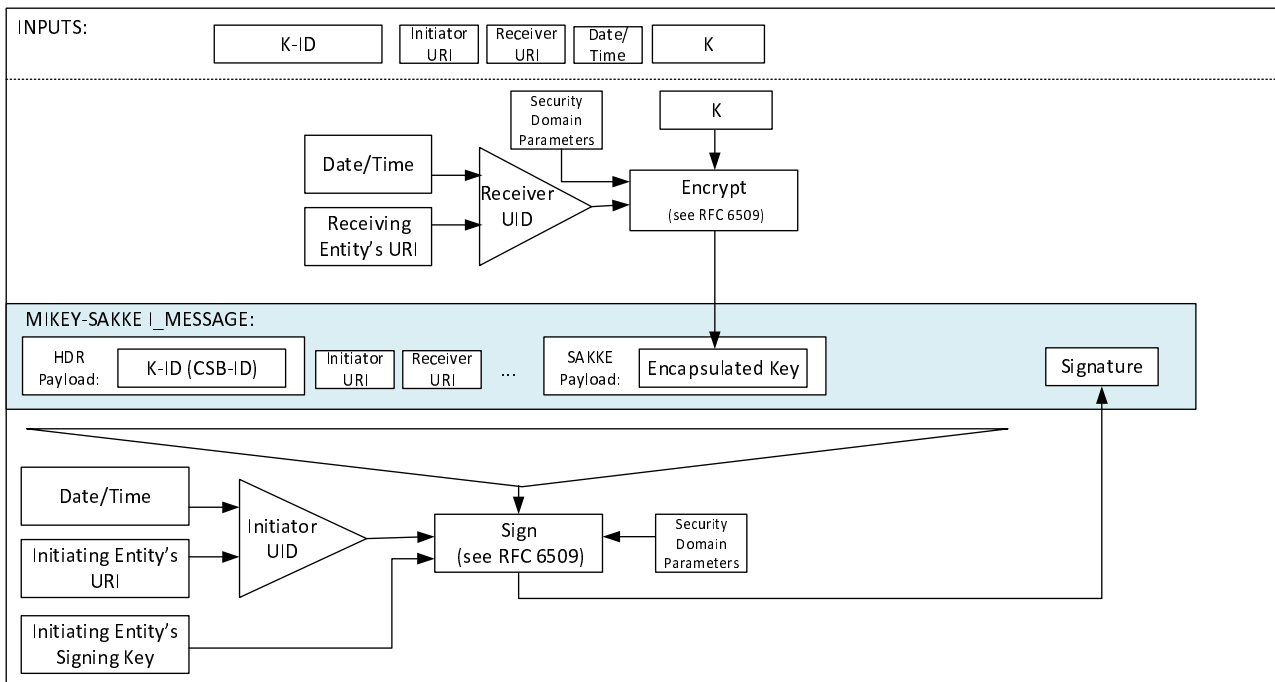 INPUTS:
K-ID
Initiator
URI
Receiver
URI
Date/
Time
K
Security
Domain
Parameters
K
Date/Time
Receiving
Entity's URI
Receiver
UID
Encrypt
(see RFC 6509)
MIKEY-SAKKE I_MESSAGE:
HDR
Payload:
K-ID (CSB-ID)
Initiator
URI
Receiver
URI
...
SAKKE
Payload:
Encapsulated Key
Signature
Date/Time
Initiating Entity's
URI
Initiator
UID
Sign
(see RFC 6509)
Security
Domain
Parameters
Initiating Entity's
Signing Key